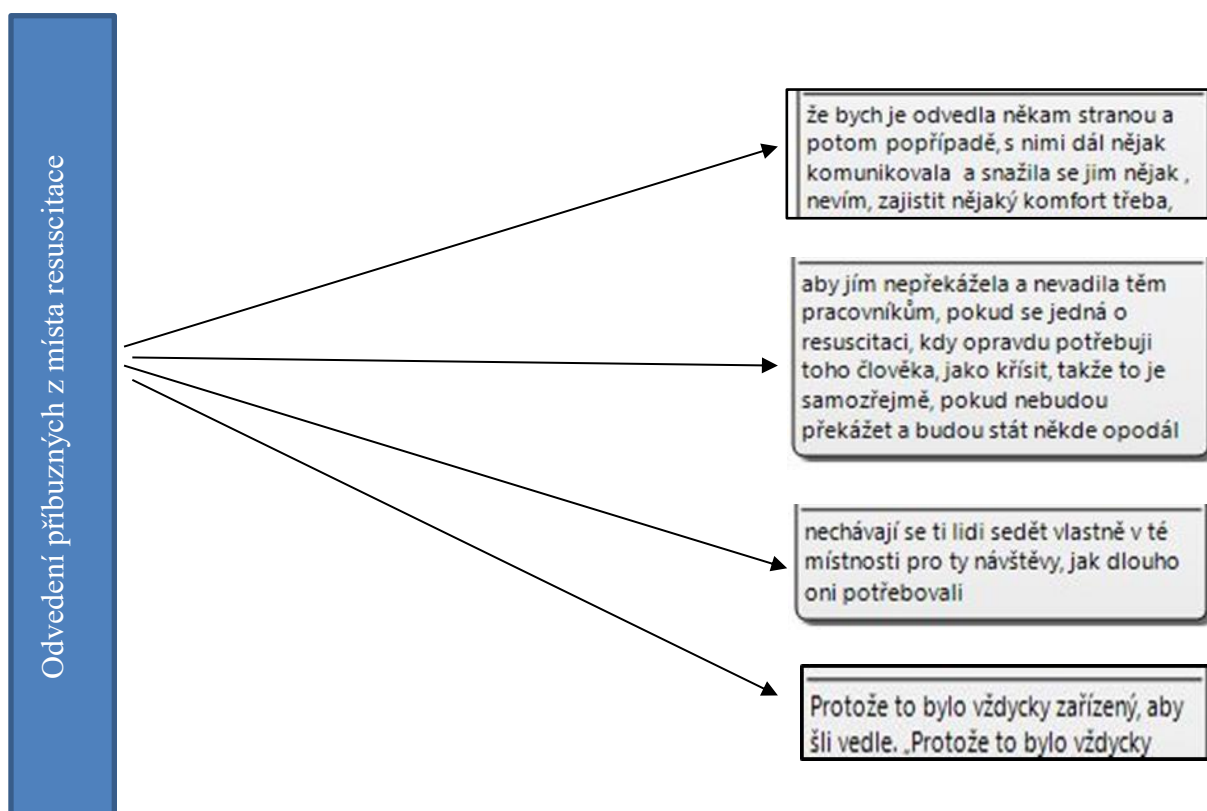 Odvedení příbuzných z místa resuscitace
že bych je odvedla někam stranou a
potom popřípadě, s nimi dál nějak
komunikovala a snažila se jim nějak ,
nevím, zajistit nějaký komfort třeba,
aby jím nepřekážela a nevadila těm
pracovníkům, pokud se jedná o
resuscitaci, kdy opravdu potřebuji
toho člověka, jako křísit, takže to je
samozřejmě, pokud nebudou
překážet a budou stát někde opodál
nechávají se ti lidi sedět vlastně v té
místnosti pro ty návštěvy, jak dlouho
oni potřebovali
Protože to bylo vždycky zařízený, aby
šli vedle. „Protože to bylo vždycky